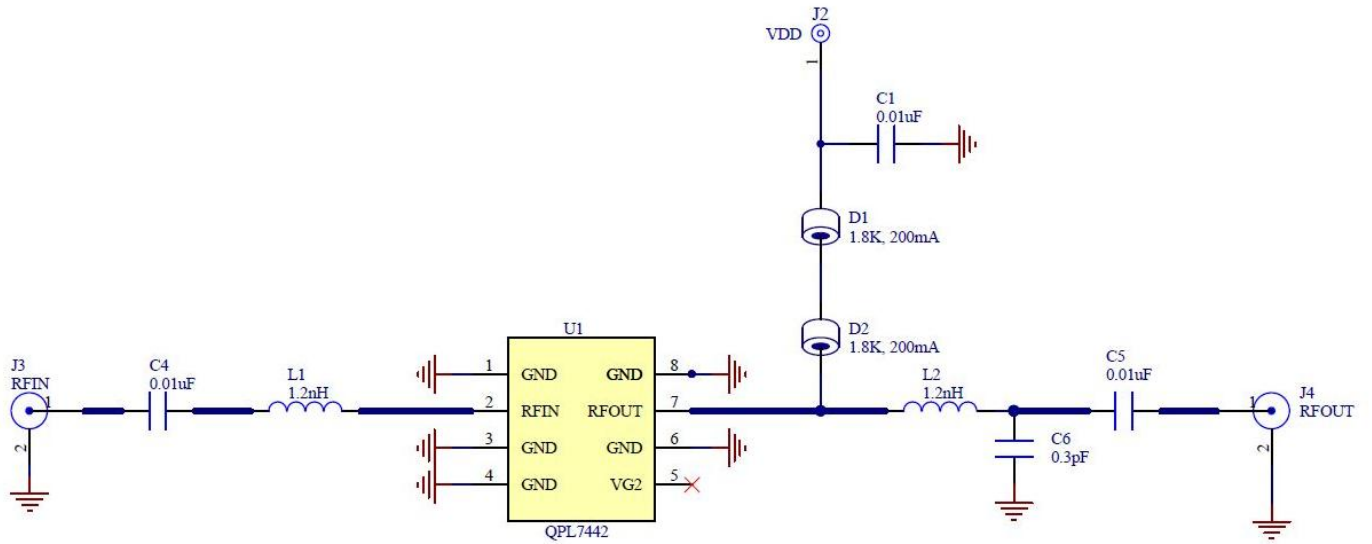 J2
VDD
1
C1
0.01uF
D1
1.8K, 200mA
D2
1.8K, 200mA
U1
J3
RFIN
1
2
C4
0.01uF
L1
1.2nH
1 GND GND 8
2 RFIN RFOUT 7
3 GND GND 6
4 GND VG2 5
QPL7442
L2
1.2nH
C5
0.01uF
C6
0.3pF
J4
RFOUT
1
2